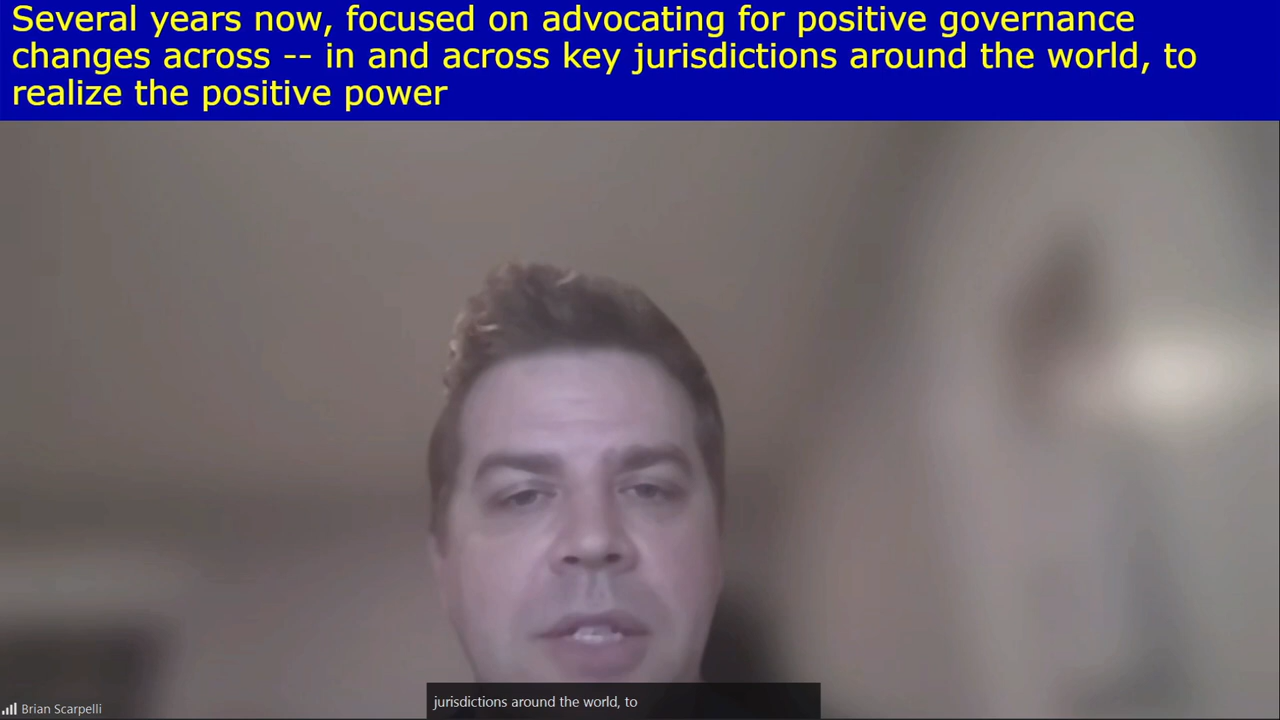 Several years now, focused on advocating for positive governance
changes across -- in and across key jurisdictions around the world, to
realize the positive power
jurisdictions around the world, to
Brian Scarpelli